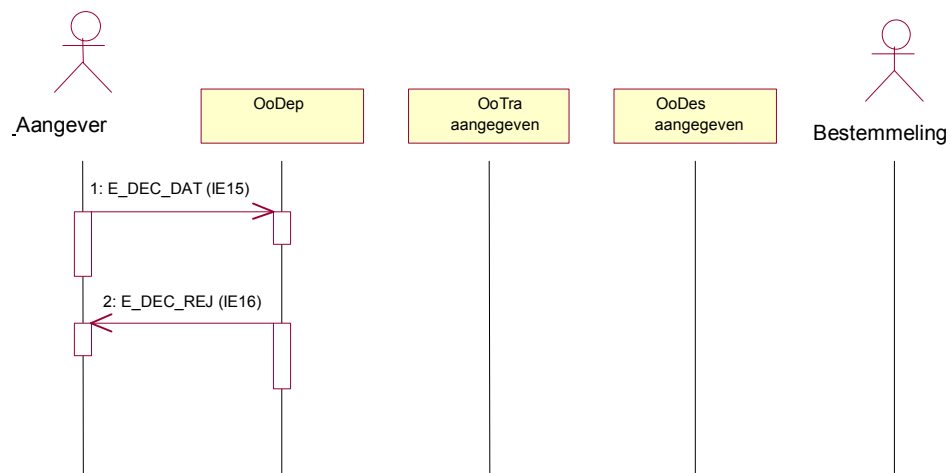 OoDep
OoTra
aangegeven
OoDes
aangegeven
Aangever
Bestemmeling
1: E_DEC_DAT (IE15)
2: E_DEC_REJ (IE16)